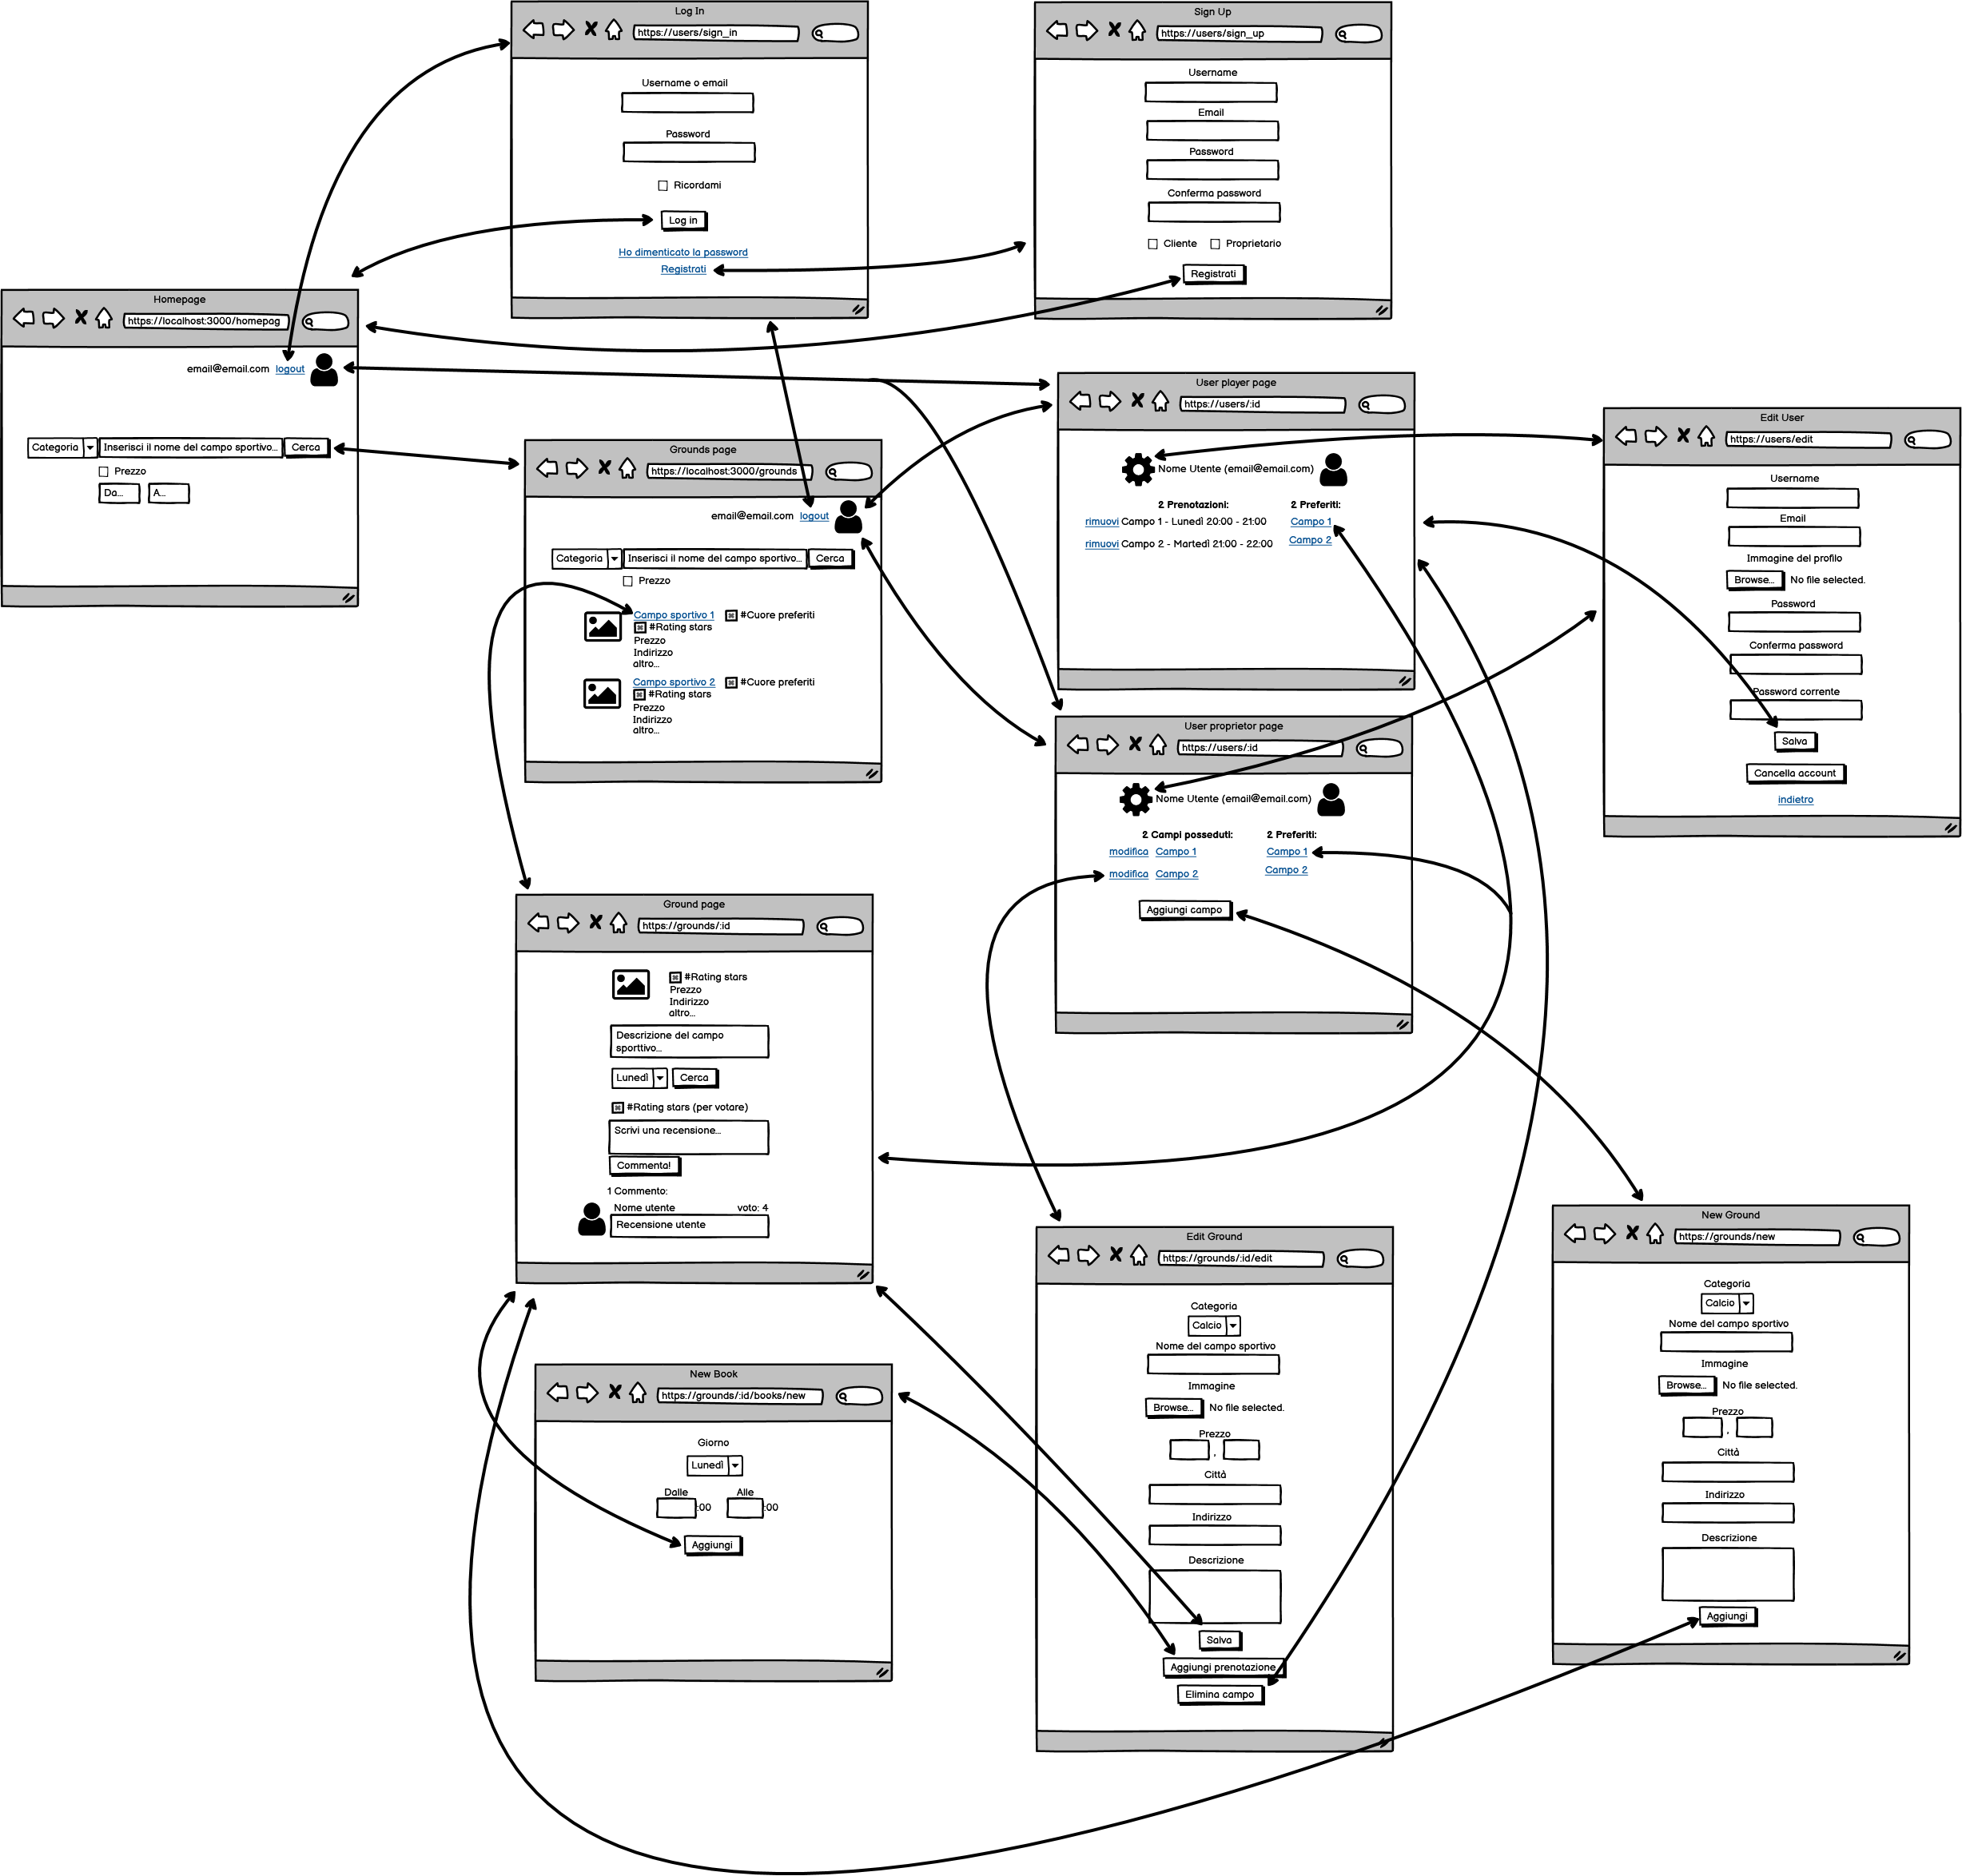 Log In
https://users/sign_in
Username o email
Password
Ricordami
Log in
Ho dimenticato la password
Registrati
Sign Up
https://users/sign_up
Username
Email
Password
Conferma password
Cliente Proprietario
Registrati
Homepage
https://localhost:3000/homepag
email@email.com logout
Categoria Inserisci il nome del campo sportivo... Cerca
Prezzo
Da... A...
Grounds page
https://localhost:3000/grounds
email@email.com logout
Categoria Inserisci il nome del campo sportivo... Cerca
Prezzo
Campo sportivo 1 #Cuore preferiti
#Rating stars
Prezzo
Indirizzo
altro...
Campo sportivo 2 #Cuore preferiti
#Rating stars
Prezzo
Indirizzo
altro...
User player page
https://users/:id
Nome Utente (email@email.com)
2 Prenotazioni: 2 Preferiti:
rimuovi Campo 1 - Lunedì 20:00 - 21:00 Campo 1
rimuovi Campo 2 - Martedì 21:00 - 22:00 Campo 2
Edit User
https://users/edit
Username
Email
Immagine del profilo
Browse... No file selected.
Password
Conferma password
Password corrente
Salva
Cancella account
indietro
User proprietor page
https://users/:id
Nome Utente (email@email.com)
2 Campi posseduti: 2 Preferiti:
modifica Campo 1 Campo 1
modifica Campo 2 Campo 2
Aggiungi campo
Ground page
https://grounds/:id
#Rating stars
Prezzo
Indirizzo
altro...
Descrizione del campo
sporttivo...
Lunedì Cerca
#Rating stars (per votare)
Scrivi una recensione...
Commenta!
1 Commento:
Nome utente voto: 4
Recensione utente
Edit Ground
https://grounds/:id/edit
Categoria
Calcio
Nome del campo sportivo
Immagine
Browse... No file selected.
Prezzo
,
Città
Indirizzo
Descrizione
Salva
Aggiungi prenotazione
Elimina campo
New Ground
https://grounds/new
Categoria
Calcio
Nome del campo sportivo
Immagine
Browse... No file selected.
Prezzo
,
Città
Indirizzo
Descrizione
Aggiungi
New Book
https://grounds/:id/books/new
Giorno
Lunedì
Dalle Alle
:00 :00
Aggiungi